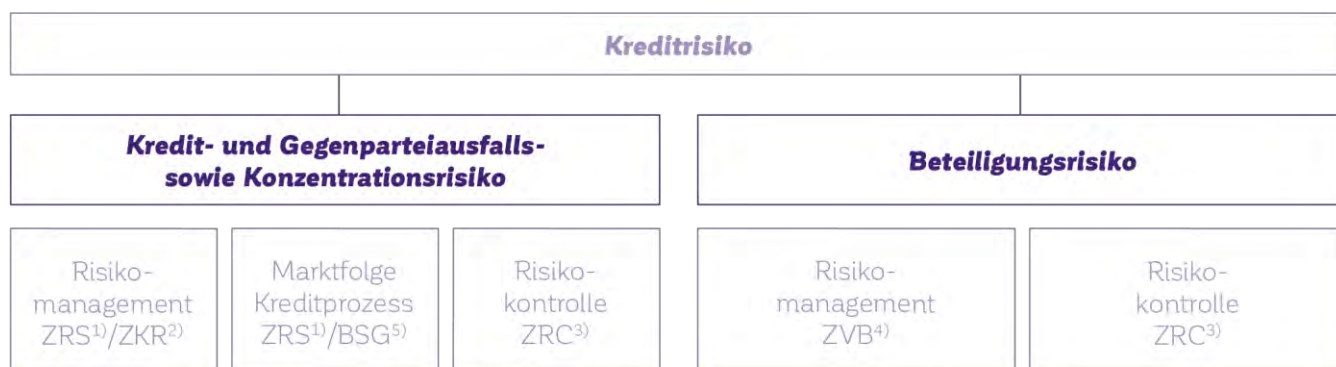 Kreditrisiko
Kredit- und Gegenparteiausfalls-
sowie Konzentrationsrisiko
Beteiligungsrisiko
Risiko-
management
ZRS1)/ZKR2)
Marktfolge
Kreditprozess
ZRS1)/BSG5)
Risiko-
kontrolle
ZRC3)
Risiko-
management
ZVB4)
Risiko-
kontrolle
ZRC3)